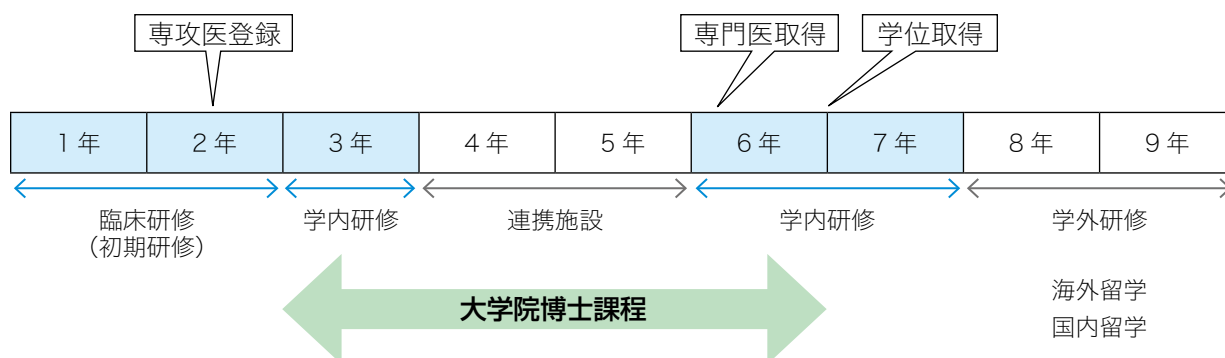 専攻医登録
専門医取得
学位取得
1年
2年
3年
4年
5年
6年
7年
8年
9年
臨床研修
（初期研修）
学内研修
連携施設
学内研修
学外研修
大学院博士課程
海外留学
国内留学